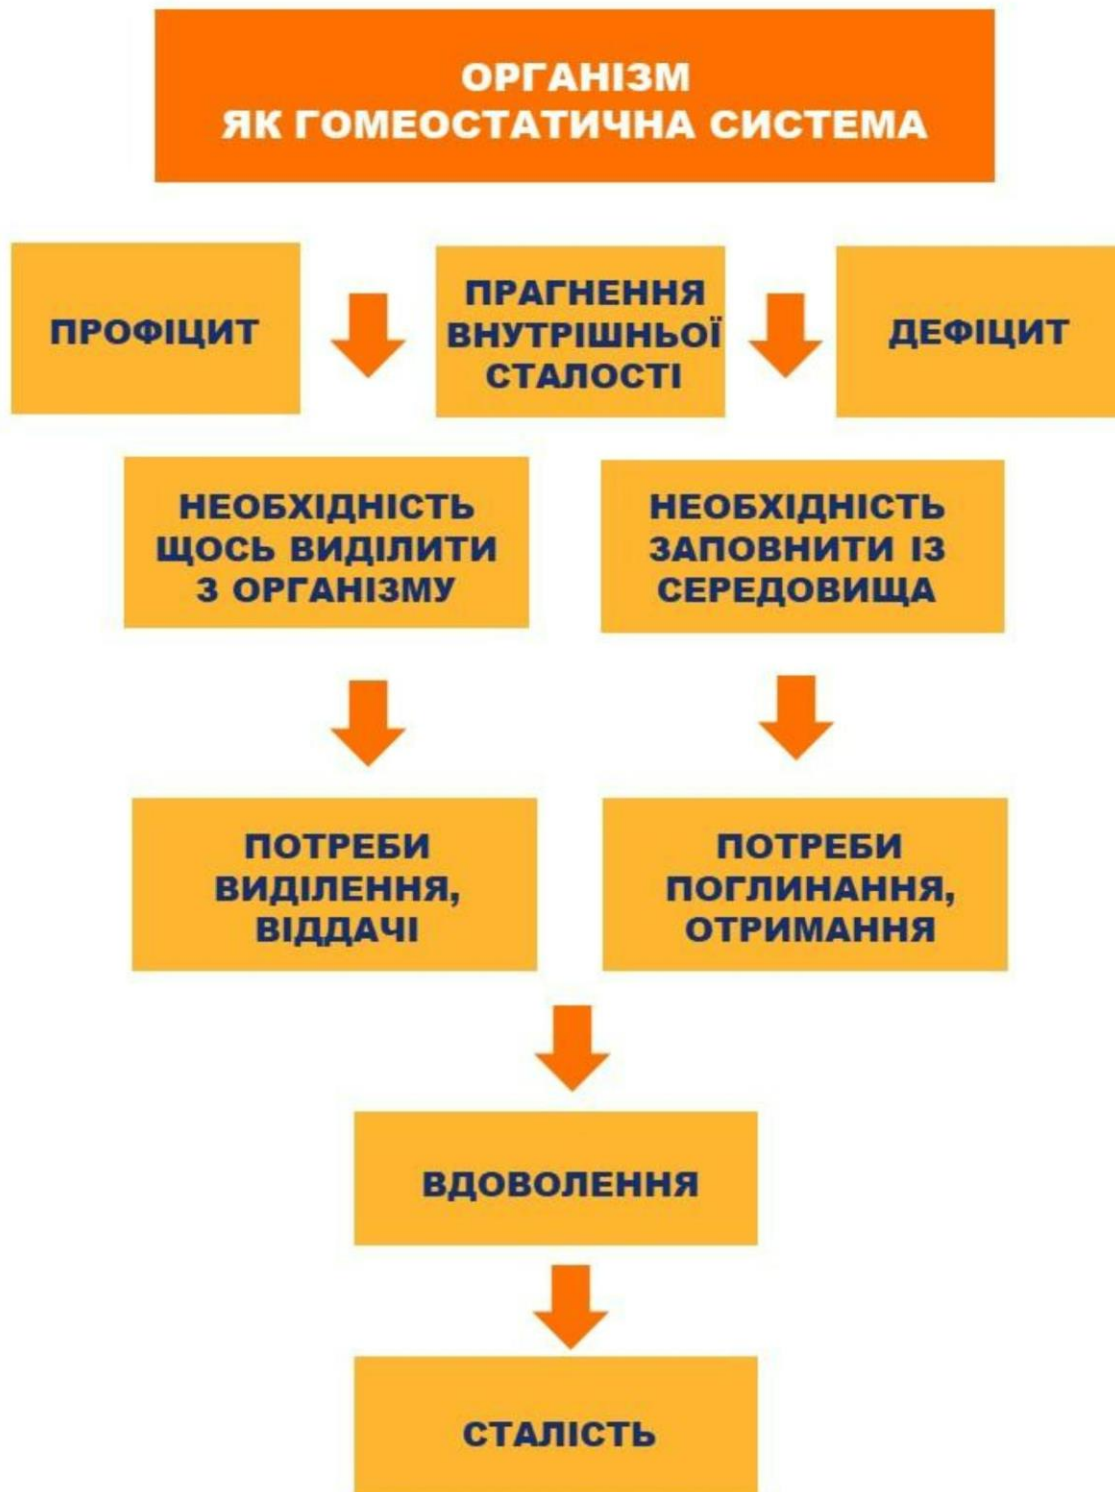 ОРГАНІЗМ
ЯК ГОМЕОСТАТИЧНА СИСТЕМА
ПРОФІЦИТ
ПРАГНЕННЯ
ВНУТРІШНЬОЇ
СТАЛОСТІ
ДЕФІЦИТ
НЕОБХІДНІСТЬ
ЩОСЬ ВИДІЛИТИ
З ОРГАНІЗМУ
НЕОБХІДНІСТЬ
ЗАПОВНИТИ ІЗ
СЕРЕДОВИЩА
ПОТРЕБИ
ВИДІЛЕННЯ,
ВІДДАЧІ
ПОТРЕБИ
ПОГЛИНАННЯ,
ОТРИМАННЯ
ВДОВОЛЕННЯ
СТАЛІСТЬ